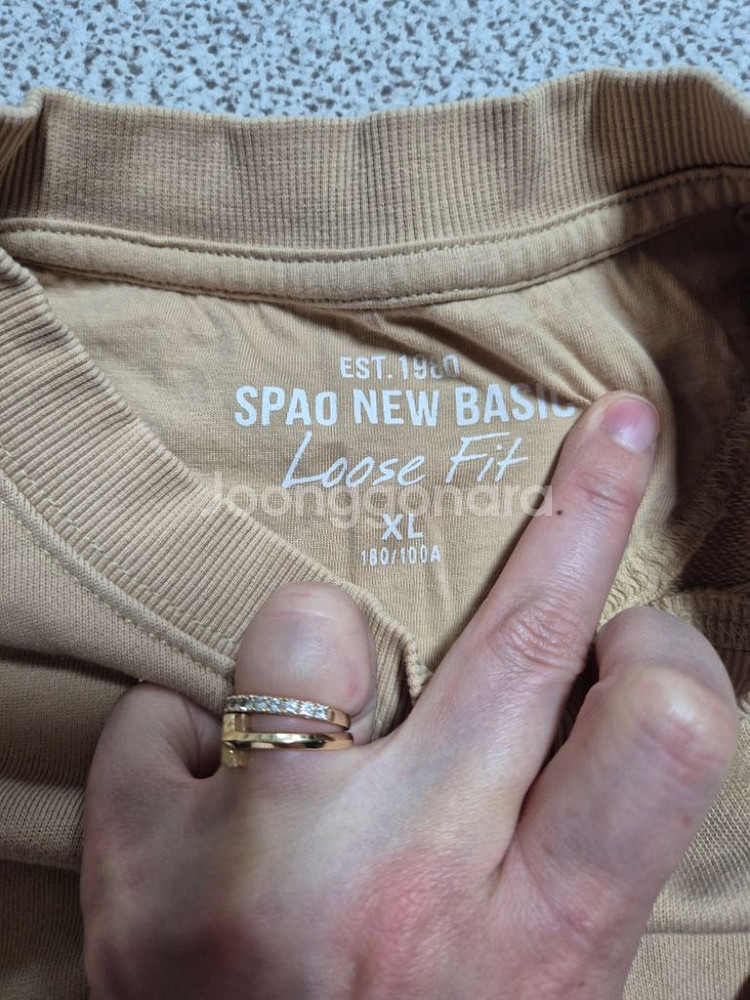 EST.1980
SPAO NEW BASIC
Loose Fit
Joonggonara
XL
180/100A